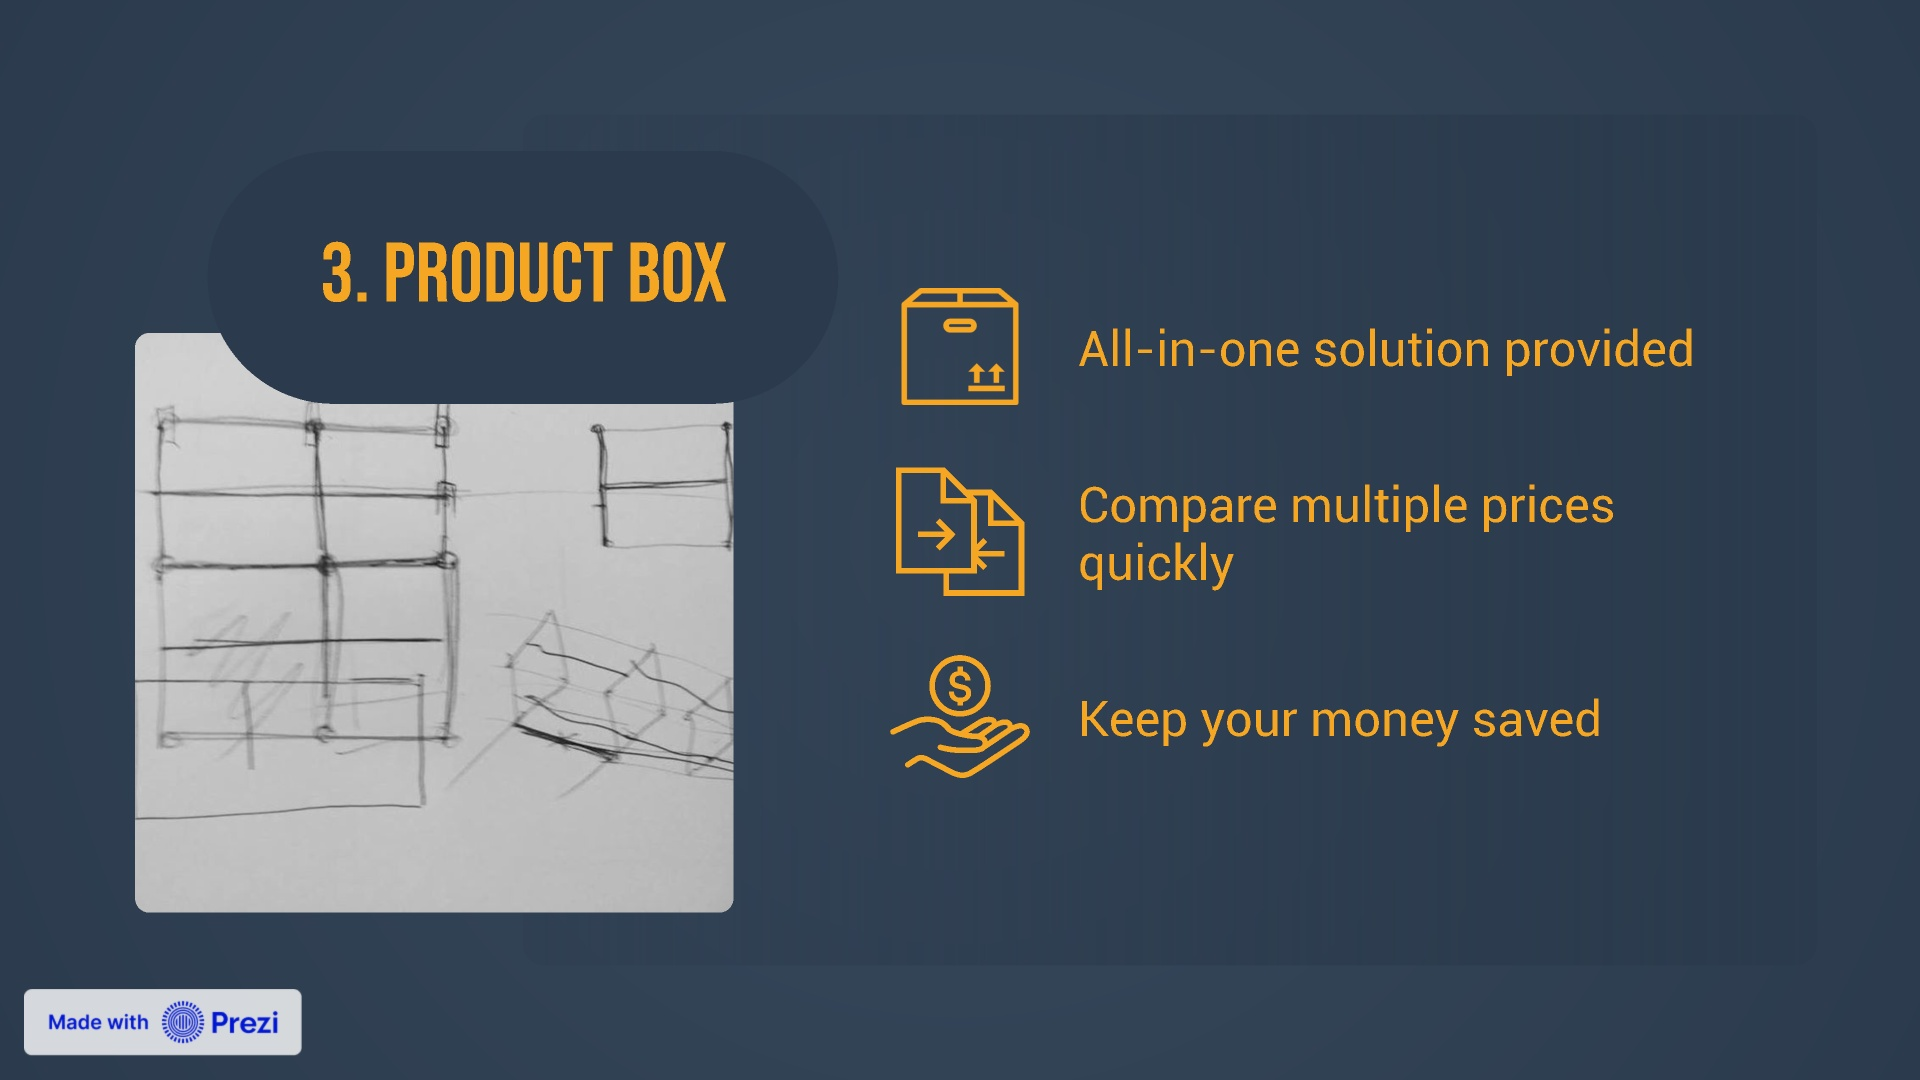 3. PRODUCT BOX
All-in-one solution provided
Compare multiple prices
quickly
$
Keep your money saved
Made with Prezi